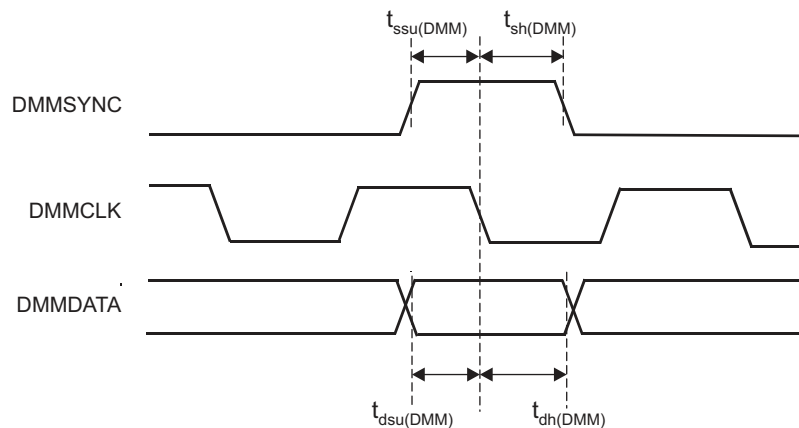 tssu(DMM) tsh(DMM)
DMMSYNC
DMMCLK
DMMDATA
tdsu(DMM) tdh(DMM)